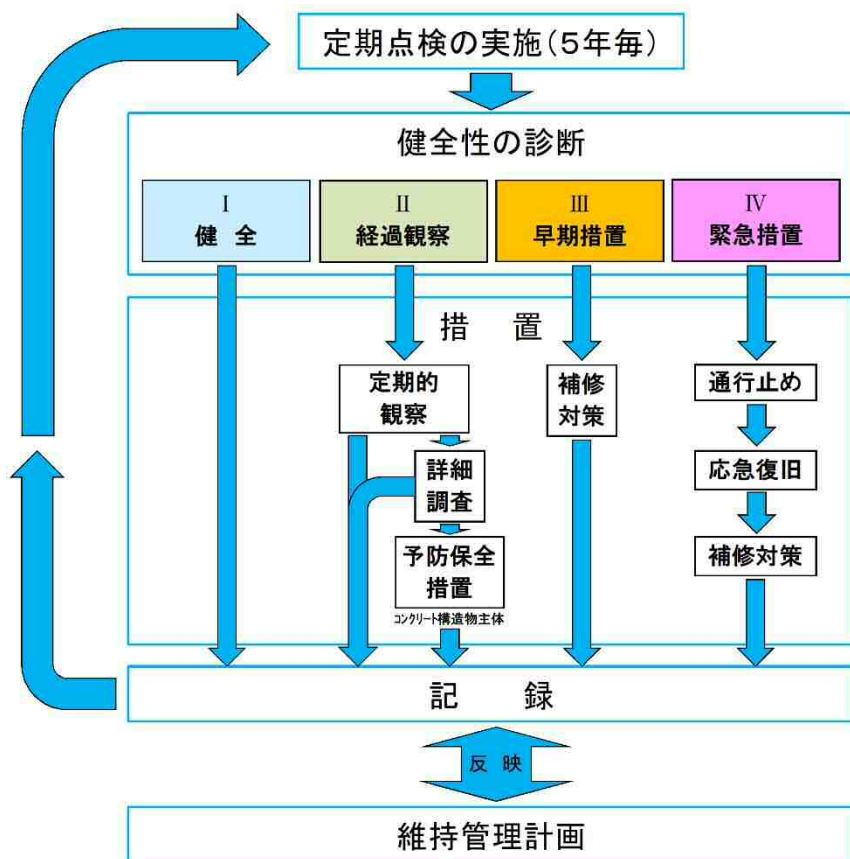 定期点検の実施(5年毎)
健全性の診断
Ⅰ
健 全
Ⅱ
経過観察
Ⅲ
早期措置
Ⅳ
緊急措置
措 置
定期的
観察
詳細
調査
予防保全
措置
コンクリート構造物主体
補修
対策
通行止め
応急復旧
補修対策
記 録
反 映
維持管理計画